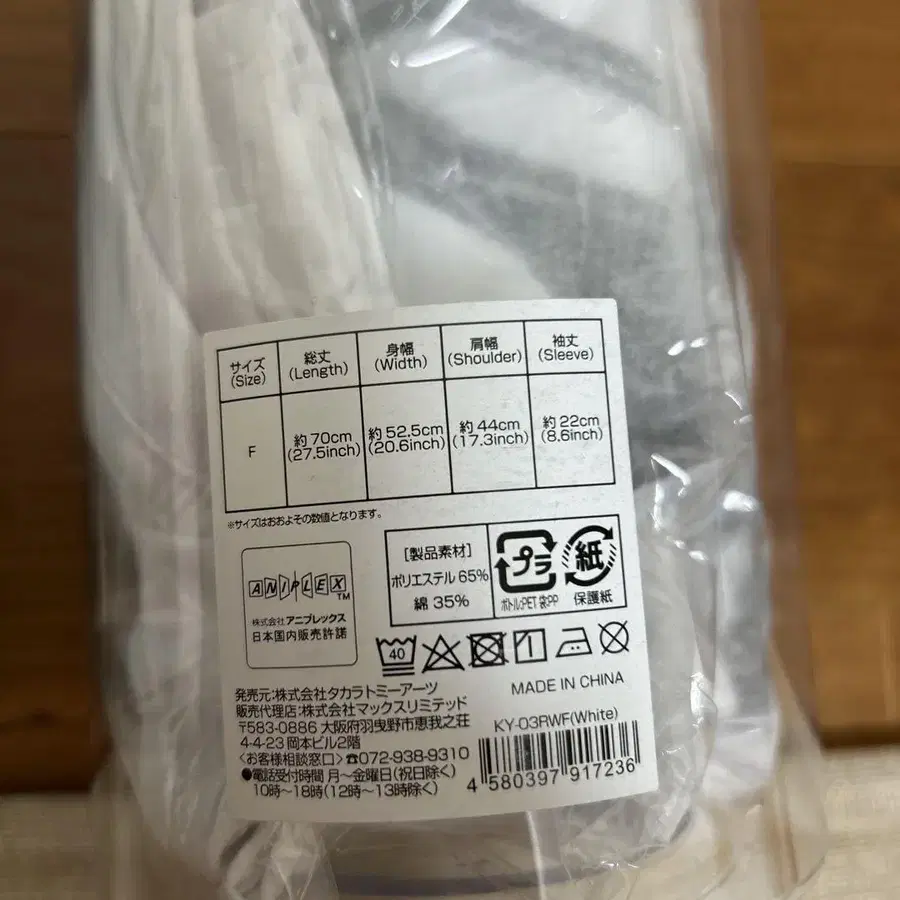 サイズ
(Size)
総丈
(Length)
身幅
(Width)
肩幅
(Shoulder)
袖丈
(Sleeve)
F
約 70cm
(27.5inch)
約 52.5cm
(20.6inch)
約 44cm
(17.3inch)
約 22cm
(8.6inch)
※サイズはおおよその数値となります。
ANIPLEX TM
株式会社アニプレックス
日本国内販売許諾
[製品素材]
ポリエステル 65%
綿 35%
プラ
ボトル:PET 袋:PP
紙
保護紙
40
発売元:株式会社タカラトミーアーツ
販売代理店:株式会社マックスリミテッド
〒583-0886 大阪府羽曳野市恵我之荘
4-4-23 岡本ビル2階
〈お客様相談窓口〉☎072-938-9310
●電話受付時間 月〜金曜日(祝日除く)
10時〜18時(12時〜13時除く)
MADE IN CHINA
KY-03RWF(White)
4 580397 917236